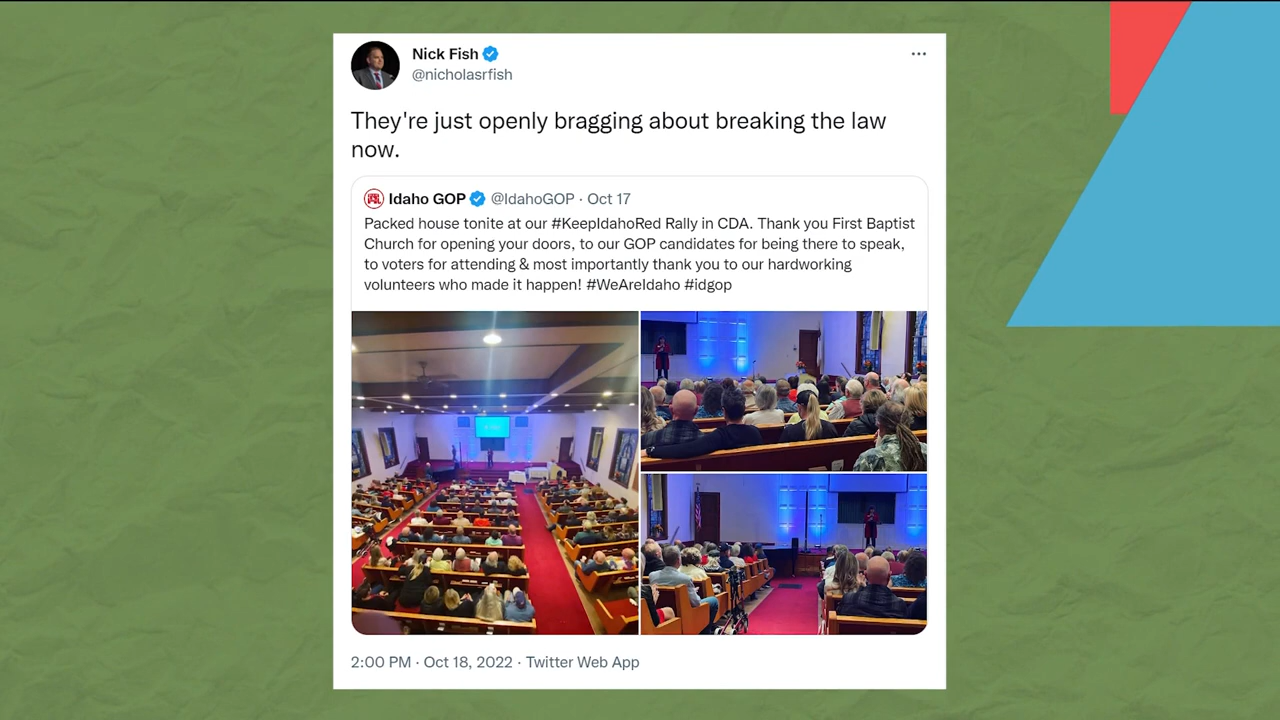 Nick Fish
@nicholasrfish
They're just openly bragging about breaking the law
now.
Idaho GOP @IdahoGOP · Oct 17
Packed house tonite at our #KeepIdahoRed Rally in CDA. Thank you First Baptist
Church for opening your doors, to our GOP candidates for being there to speak,
to voters for attending & most importantly thank you to our hardworking
volunteers who made it happen! #WeAreIdaho #idgop
2:00 PM · Oct 18, 2022 · Twitter Web App